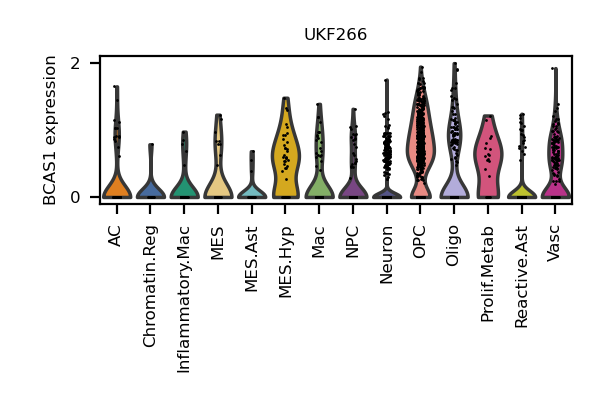 UKF266
BCAS1 expression
2
0
AC
Chromatin.Reg
Inflammatory.Mac
MES
MES.Ast
MES.Hyp
Mac
NPC
Neuron
OPC
Oligo
Prolif.Metab
Reactive.Ast
Vasc